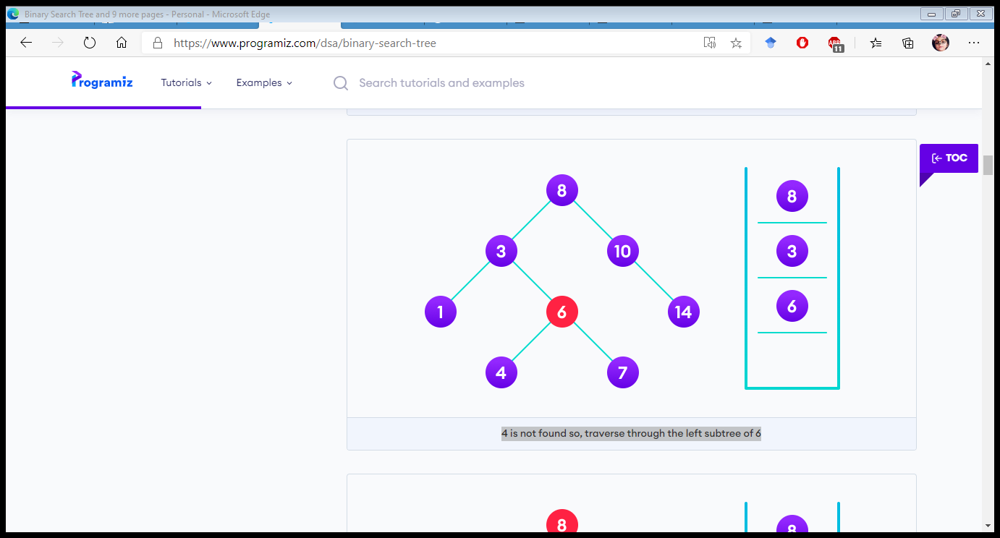 Binary Search Tree and 9 more pages - Personal - Microsoft Edge
https://www.programiz.com/dsa/binary-search-tree
ABP
11
Programiz
Tutorials
Examples
Search tutorials and examples
TOC
8
3
10
1
6
14
4
7
8
3
6
4 is not found so, traverse through the left subtree of 6
8
8